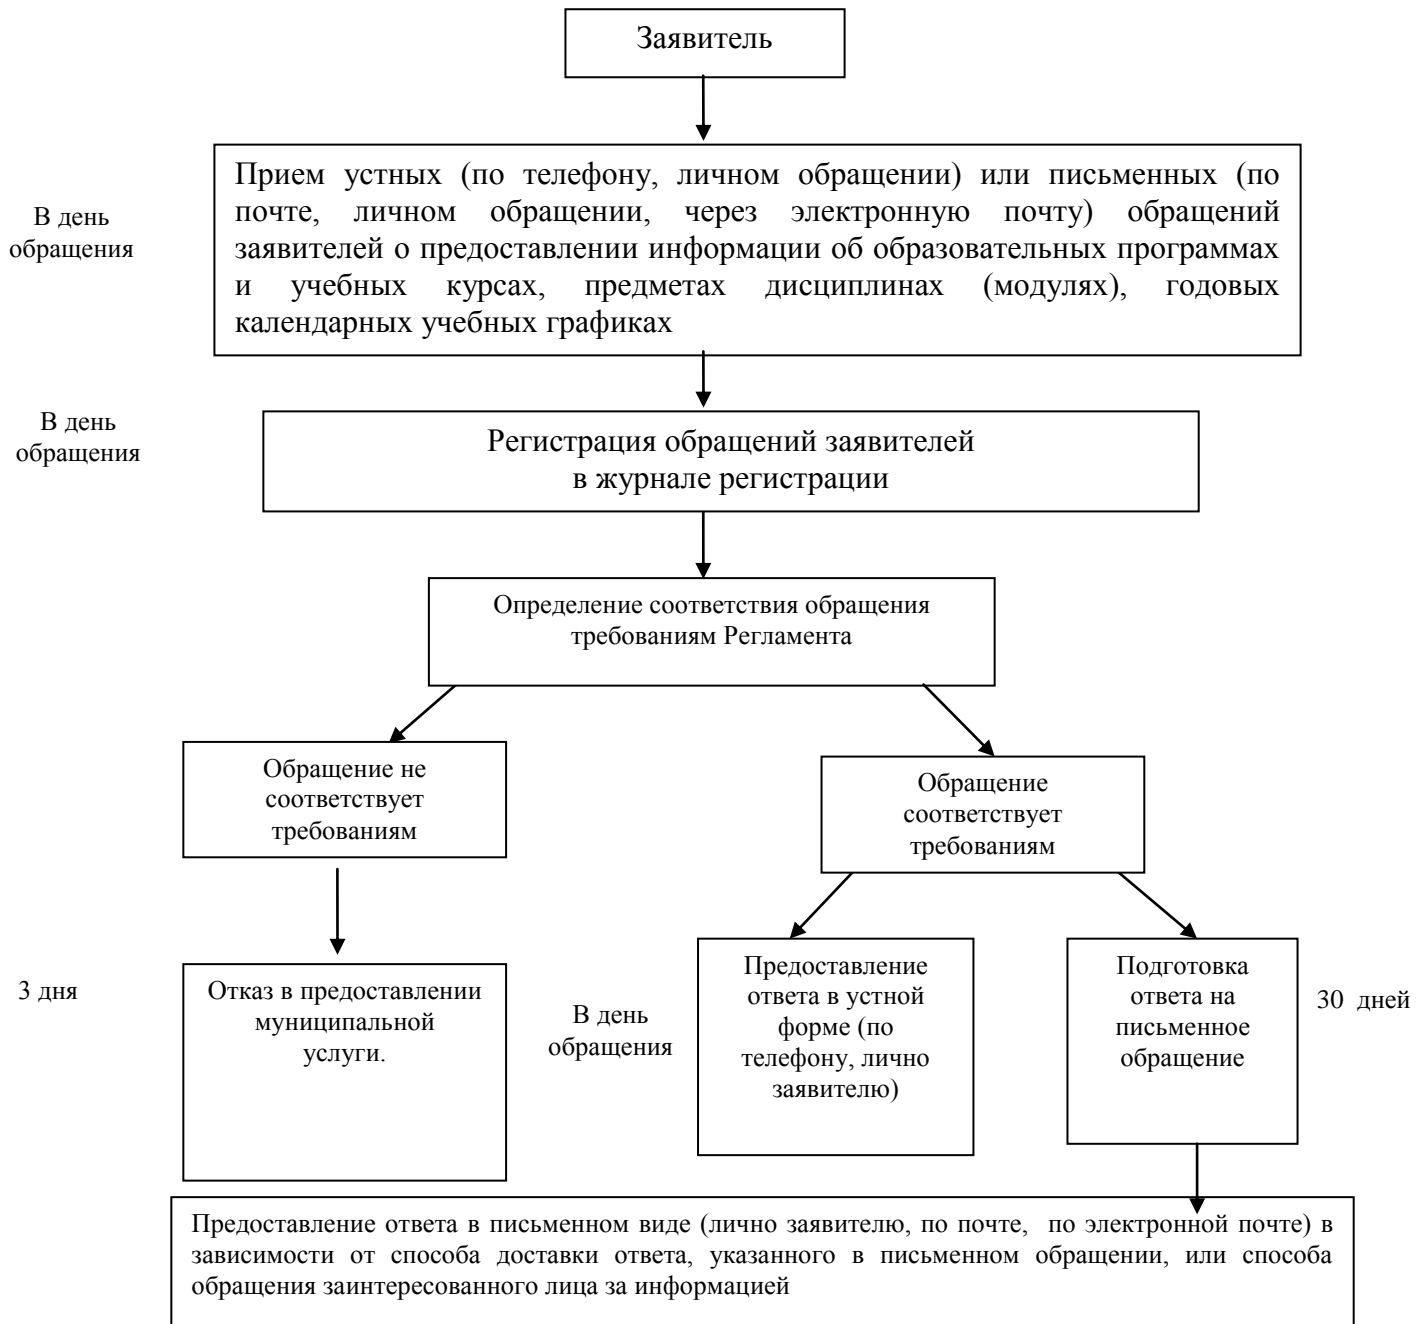 Заявитель
В день
обращения
Прием устных (по телефону, личном обращении) или письменных (по
почте, личном обращении, через электронную почту) обращений
заявителей о предоставлении информации об образовательных программах
и учебных курсах, предметах дисциплинах (модулях), годовых
календарных учебных графиках
В день
обращения
Регистрация обращений заявителей
в журнале регистрации
Определение соответствия обращения
требованиям Регламента
Обращение не
соответствует
требованиям
Обращение
соответствует
требованиям
3 дня
Отказ в предоставлении
муниципальной
услуги.
В день
обращения
Предоставление
ответа в устной
форме (по
телефону, лично
заявителю)
Подготовка
ответа на
письменное
обращение
30 дней
Предоставление ответа в письменном виде (лично заявителю, по почте, по электронной почте) в
зависимости от способа доставки ответа, указанного в письменном обращении, или способа
обращения заинтересованного лица за информацией